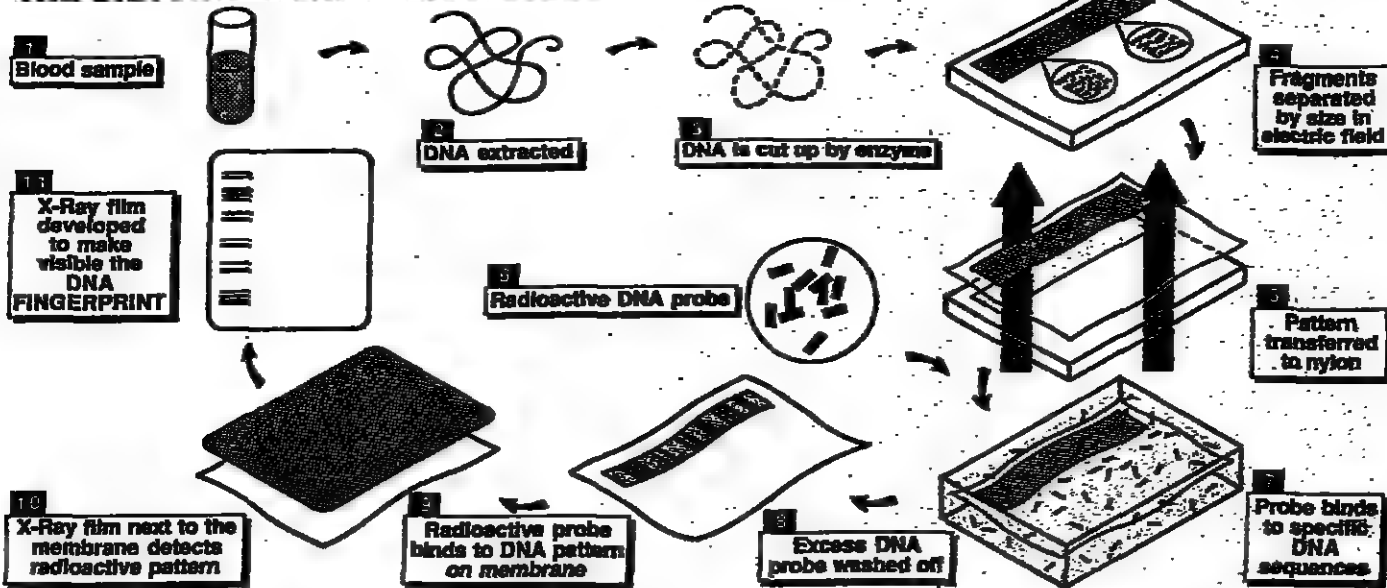 1
Blood sample
2
DNA extracted
3
DNA is cut up by enzyme
4
Fragments
separated
by size in
electric field
5
Pattern
transferred
to nylon
6
Radioactive DNA probe
7
Probe binds
to specific
DNA
sequences
8
Excess DNA
probe washed off
9
Radioactive probe
binds to DNA pattern
on membrane
10
X-Ray film next to the
membrane detects
radioactive pattern
11
X-Ray film
developed
to make
visible the
DNA
FINGERPRINT